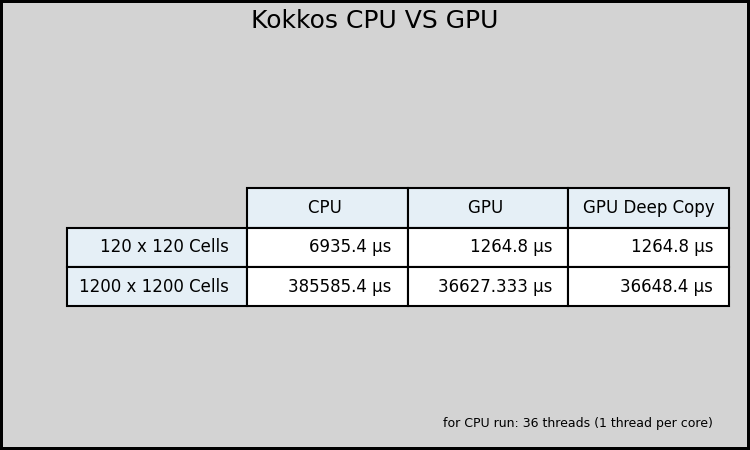 Kokkos CPU VS GPU
CPU GPU GPU Deep Copy
120 x 120 Cells 6935.4 µs 1264.8 µs 1264.8 µs
1200 x 1200 Cells 385585.4 µs 36627.333 µs 36648.4 µs
for CPU run: 36 threads (1 thread per core)